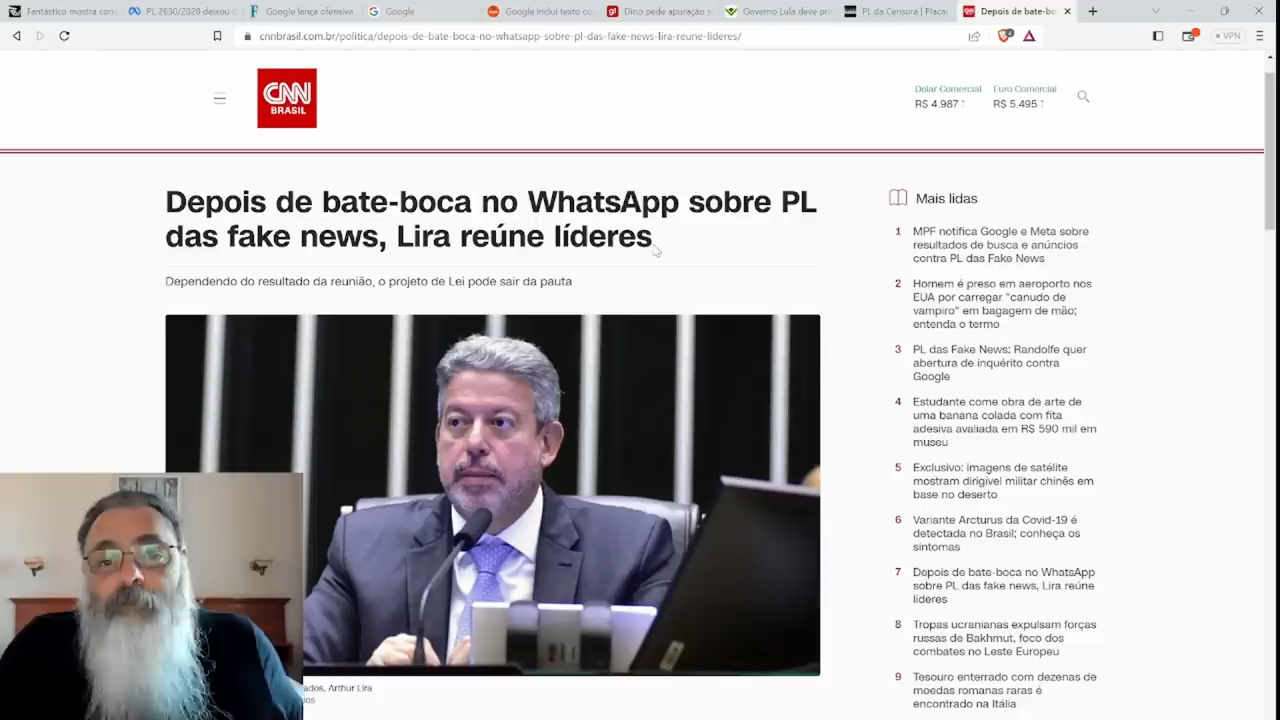 Fantástico mostra com
PL 2630/2020 deixou d
Google lança ofensiva
Google
Google inclui texto co
Dino pede apuração s
Governo Lula deve pro
PL da Censura | Placar
Depois de bate-bo
cnnbrasil.com.br/politica/depois-de-bate-boca-no-whatsapp-sobre-pl-das-fake-news-lira-reune-lideres/
VPN
CNN
BRASIL
Dólar Comercial
R$ 4.987 ↑
Euro Comercial
R$ 5.495 ↑
Depois de bate-boca no WhatsApp sobre PL
das fake news, Lira reúne líderes
Dependendo do resultado da reunião, o projeto de Lei pode sair da pauta
ados, Arthur Lira
Mais lidas
1 MPF notifica Google e Meta sobre
resultados de busca e anúncios
contra PL das Fake News
2 Homem é preso em aeroporto nos
EUA por carregar "canudo de
vampiro" em bagagem de mão;
entenda o termo
3 PL das Fake News: Randolfe quer
abertura de inquérito contra
Google
4 Estudante come obra de arte de
uma banana colada com fita
adesiva avaliada em R$ 590 mil em
museu
5 Exclusivo: imagens de satélite
mostram dirigível militar chinês em
base no deserto
6 Variante Arcturus da Covid-19 é
detectada no Brasil; conheça os
sintomas
7 Depois de bate-boca no WhatsApp
sobre PL das fake news, Lira reúne
líderes
8 Tropas ucranianas expulsam forças
russas de Bakhmut, foco dos
combates no Leste Europeu
9 Tesouro enterrado com dezenas de
moedas romanas raras é
encontrado na Itália